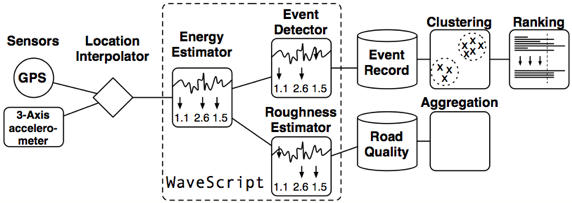 Sensors
GPS
3-Axis
accelero-
meter
Location
Interpolator
Energy
Estimator
1.1 2.6 1.5
WaveScript
Event
Detector
1.1 2.6 1.5
Roughness
Estimator
1.1 2.6 1.5
Event
Record
Road
Quality
Clustering
X X X X X
X X X X
Ranking
Aggregation